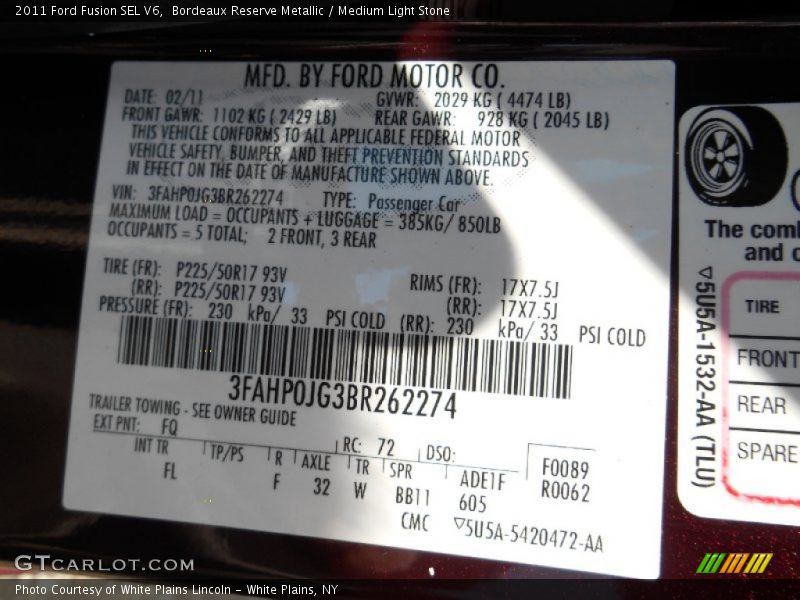 2011 Ford Fusion SEL V6,  Bordeaux Reserve Metallic / Medium Light Stone
MFD. BY FORD MOTOR CO.
DATE: 02/11 GVWR: 2029 KG ( 4474 LB)
FRONT GAWR: 1102 KG ( 2429 LB) REAR GAWR: 928 KG ( 2045 LB)
THIS VEHICLE CONFORMS TO ALL APPLICABLE FEDERAL MOTOR
VEHICLE SAFETY, BUMPER, AND THEFT PREVENTION STANDARDS
IN EFFECT ON THE DATE OF MANUFACTURE SHOWN ABOVE.
VIN: 3FAHP0JG3BR262274 TYPE: Passenger Car
MAXIMUM LOAD = OCCUPANTS + LUGGAGE = 385KG/ 850LB
OCCUPANTS = 5 TOTAL; 2 FRONT, 3 REAR
TIRE (FR): P225/50R17 93V RIMS (FR): 17X7.5J
(RR): P225/50R17 93V (RR): 17X7.5J
PRESSURE (FR): 230 kPa/ 33 PSI COLD (RR): 230 kPa/ 33 PSI COLD
3FAHP0JG3BR262274
TRAILER TOWING - SEE OWNER GUIDE
EXT PNT: FQ RC: 72 DSO:
INT TR TP/PS R AXLE TR SPR ADE1F F0089
FL F 32 W BB11 605 R0062
CMC ▽5U5A-5420472-AA
The
and
▽5U5A-1532-AA (TLU)
TIRE
FRONT
REAR
SPARE
GTCARLOT.COM
Photo Courtesy of White Plains Lincoln - White Plains, NY